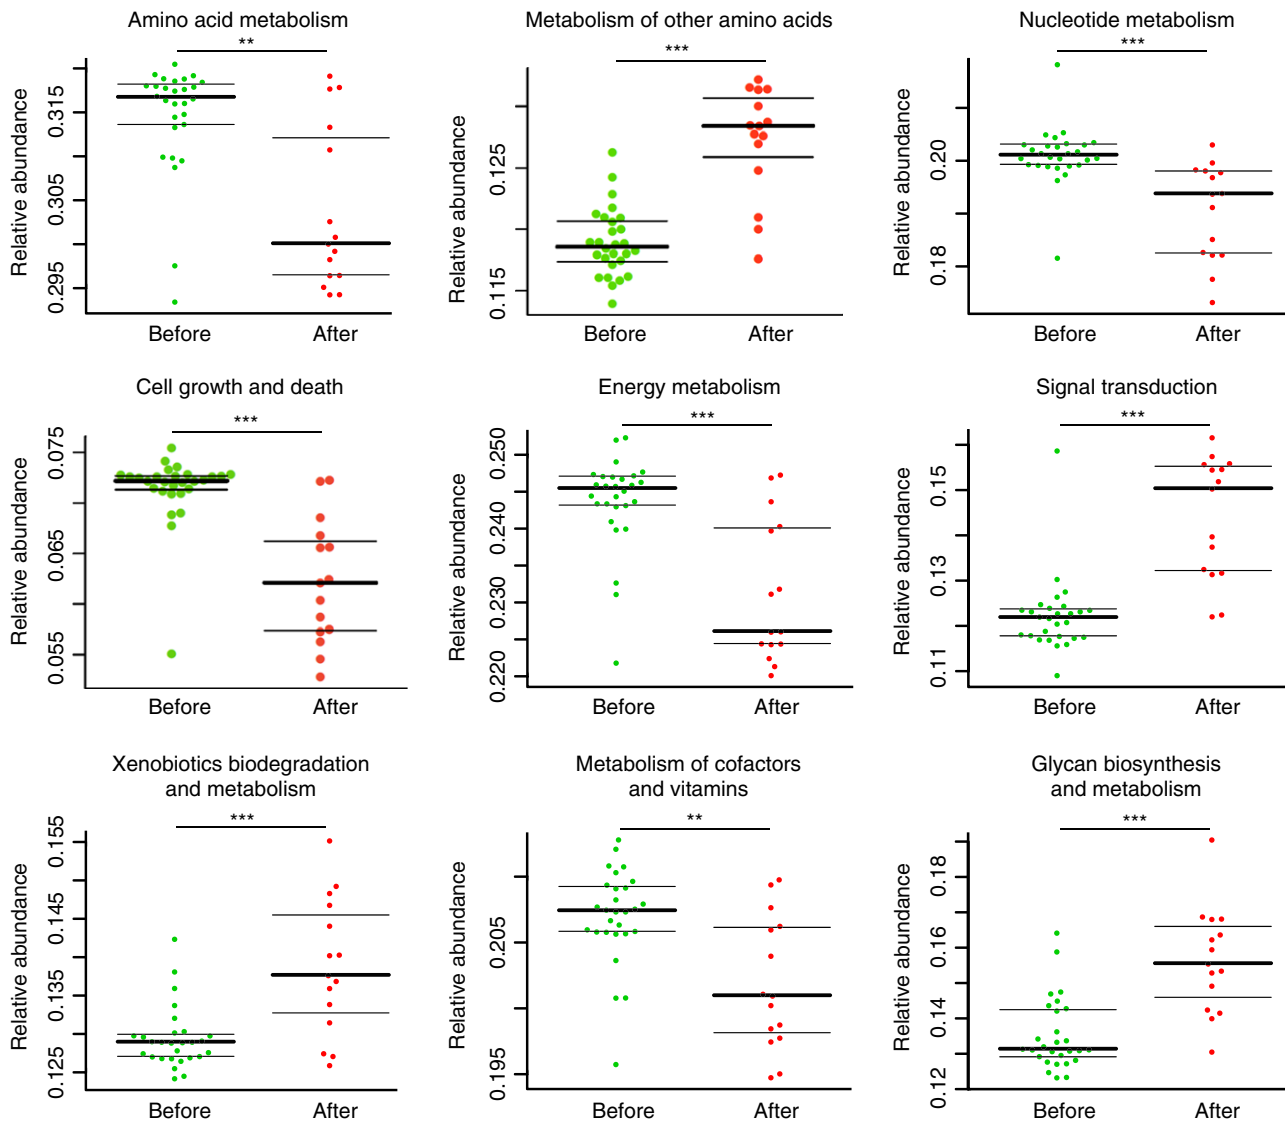 Amino acid metabolism
**
Relative abundance
0.315
0.305
0.295
Before After
Metabolism of other amino acids
***
Relative abundance
0.125
0.115
Before After
Nucleotide metabolism
***
Relative abundance
0.20
0.18
Before After
Cell growth and death
***
Relative abundance
0.075
0.065
0.055
Before After
Energy metabolism
***
Relative abundance
0.250
0.240
0.230
0.220
Before After
Signal transduction
***
Relative abundance
0.15
0.13
0.11
Before After
Xenobiotics biodegradation
and metabolism
***
Relative abundance
0.155
0.145
0.135
0.125
Before After
Metabolism of cofactors
and vitamins
**
Relative abundance
0.205
0.195
Before After
Glycan biosynthesis
and metabolism
***
Relative abundance
0.18
0.16
0.14
0.12
Before After